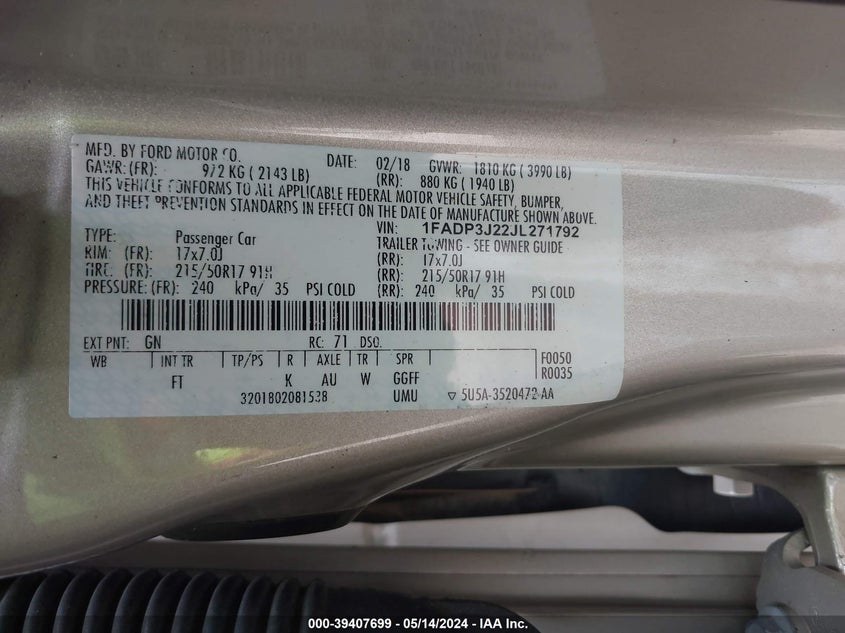 MFD. BY FORD MOTOR CO.
DATE: 02/18 GVWR: 1810 KG ( 3990 LB)
GAWR: (FR): 972 KG ( 2143 LB) (RR): 880 KG ( 1940 LB)
THIS VEHICLE CONFORMS TO ALL APPLICABLE FEDERAL MOTOR VEHICLE SAFETY, BUMPER,
AND THEFT PREVENTION STANDARDS IN EFFECT ON THE DATE OF MANUFACTURE SHOWN ABOVE.
VIN: 1FADP3J22JL271792
TYPE: Passenger Car TRAILER TOWING - SEE OWNER GUIDE
RIM: (FR): 17x7.0J (RR): 17x7.0J
TIRE: (FR): 215/50R17 91H (RR): 215/50R17 91H
PRESSURE: (FR): 240 kPa/ 35 PSI COLD (RR): 240 kPa/ 35 PSI COLD
EXT PNT: GN RC: 71 DSO:
WB INT TR TP/PS R AXLE TR SPR F0050
FT K AU W GGFF R0035
3201802081538 UMU ▽ 5U5A-3520472-AA
000-39407699 - 05/14/2024 - IAA Inc.